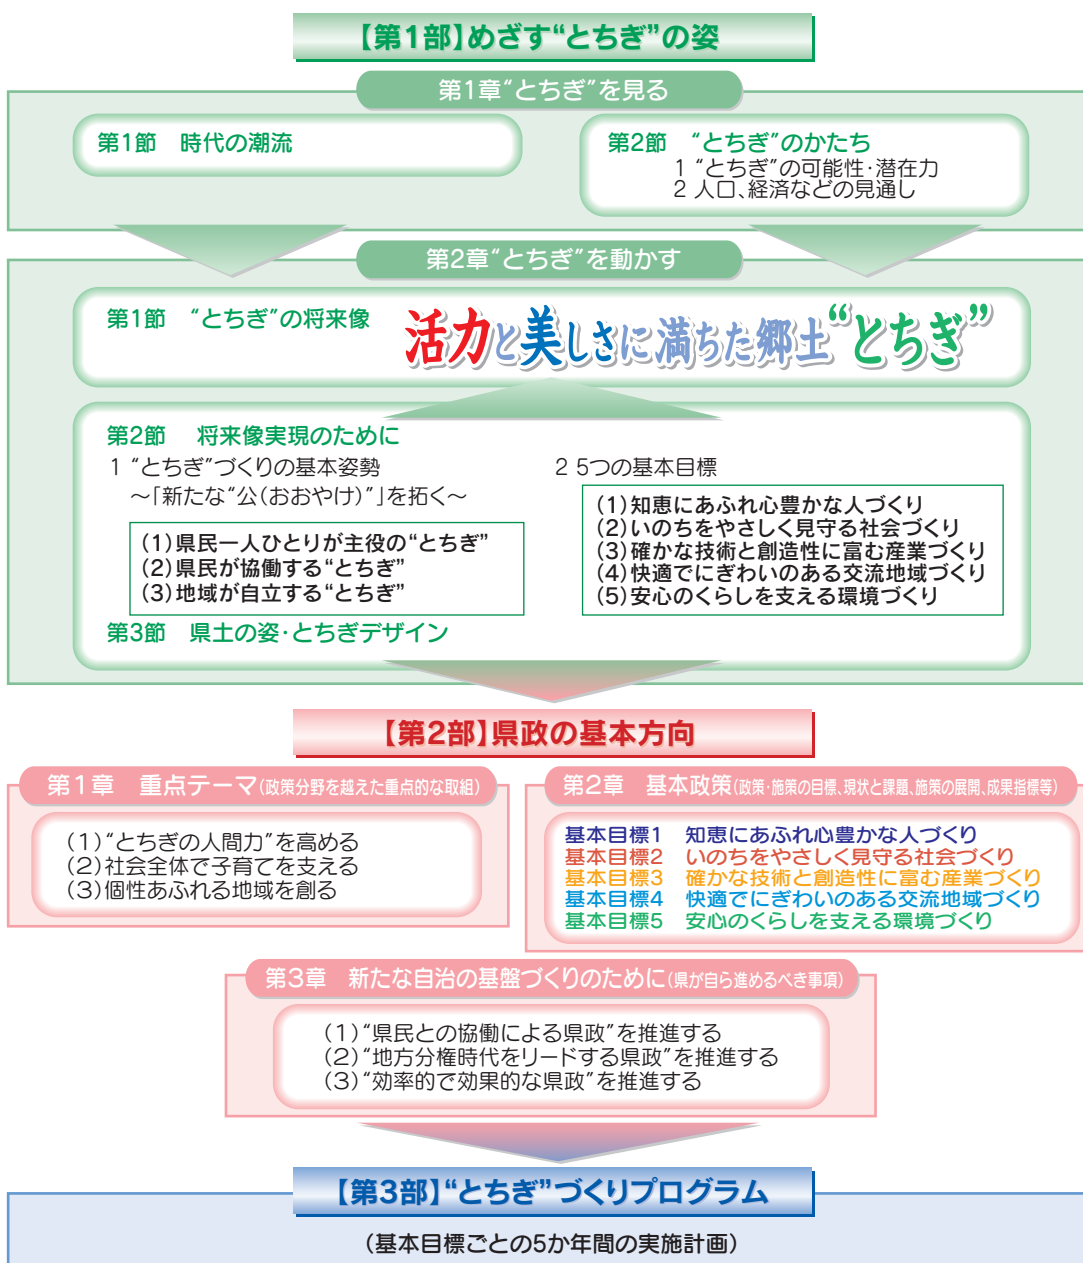 【第1部】めざす“とちぎ”の姿
第1章“とちぎ”を見る
第1節 時代の潮流
第2節 “とちぎ”のかたち
1 “とちぎ”の可能性・潜在力
2 人口、経済などの見通し
第2章“とちぎ”を動かす
第1節 “とちぎ”の将来像
活力と美しさに満ちた郷土“とちぎ”
第2節 将来像実現のために
1 “とちぎ”づくりの基本姿勢
～「新たな“公(おおやけ)”」を拓く～
(1)県民一人ひとりが主役の“とちぎ”
(2)県民が協働する“とちぎ”
(3)地域が自立する“とちぎ”
2 5つの基本目標
(1)知恵にあふれ心豊かな人づくり
(2)いのちをやさしく見守る社会づくり
(3)確かな技術と創造性に富む産業づくり
(4)快適でにぎわいのある交流地域づくり
(5)安心のくらしを支える環境づくり
第3節 県土の姿・とちぎデザイン
【第2部】県政の基本方向
第1章 重点テーマ(政策分野を越えた重点的な取組)
(1)“とちぎの人間力”を高める
(2)社会全体で子育てを支える
(3)個性あふれる地域を創る
第2章 基本政策(政策・施策の目標、現状と課題、施策の展開、成果指標等)
基本目標1 知恵にあふれ心豊かな人づくり
基本目標2 いのちをやさしく見守る社会づくり
基本目標3 確かな技術と創造性に富む産業づくり
基本目標4 快適でにぎわいのある交流地域づくり
基本目標5 安心のくらしを支える環境づくり
第3章 新たな自治の基盤づくりのために(県が自ら進めるべき事項)
(1)“県民との協働による県政”を推進する
(2)“地方分権時代をリードする県政”を推進する
(3)“効率的で効果的な県政”を推進する
【第3部】“とちぎ”づくりプログラム
(基本目標ごとの5か年間の実施計画)